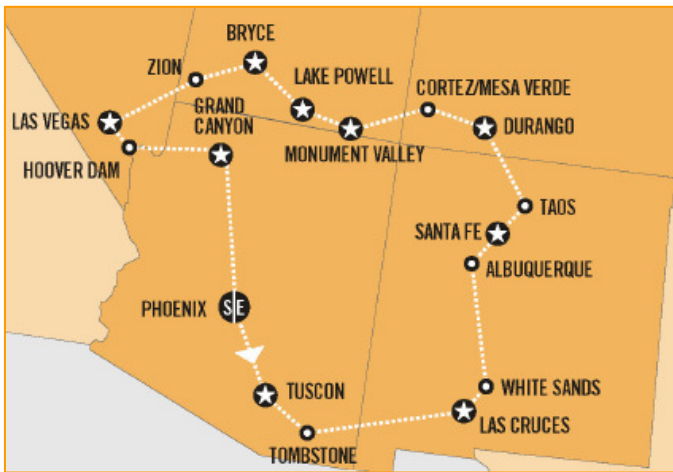 BRYCE
ZION
LAKE POWELL
CORTEZ/MESA VERDE
LAS VEGAS
GRAND
CANYON
DURANGO
HOOVER DAM
MONUMENT VALLEY
TAOS
SANTA FE
ALBUQUERQUE
PHOENIX
S E
TUSCON
WHITE SANDS
LAS CRUCES
TOMBSTONE